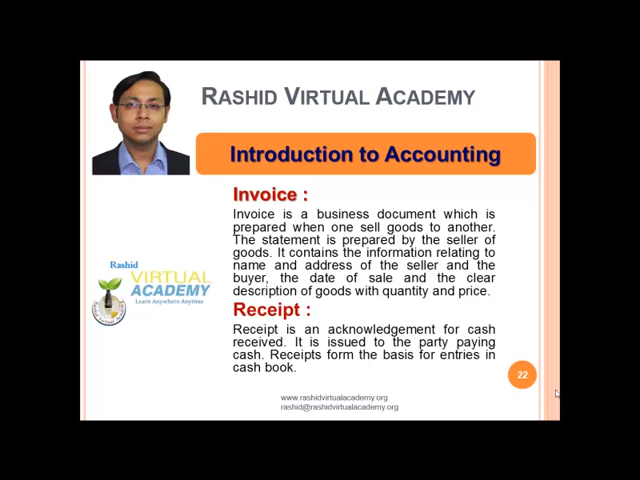 RASHID VIRTUAL ACADEMY
Introduction to Accounting
Invoice :
Invoice is a business document which is
prepared when one sell goods to another.
The statement is prepared by the seller of
goods. It contains the information relating to
name and address of the seller and the
buyer, the date of sale and the clear
description of goods with quantity and price.
Receipt :
Receipt is an acknowledgement for cash
received. It is issued to the party paying
cash. Receipts form the basis for entries in
cash book.
Rashid
VIRTUAL
ACADEMY
Learn Anywhere Anytime
22
www.rashidvirtualacademy.org
rashid@rashidvirtualacademy.org